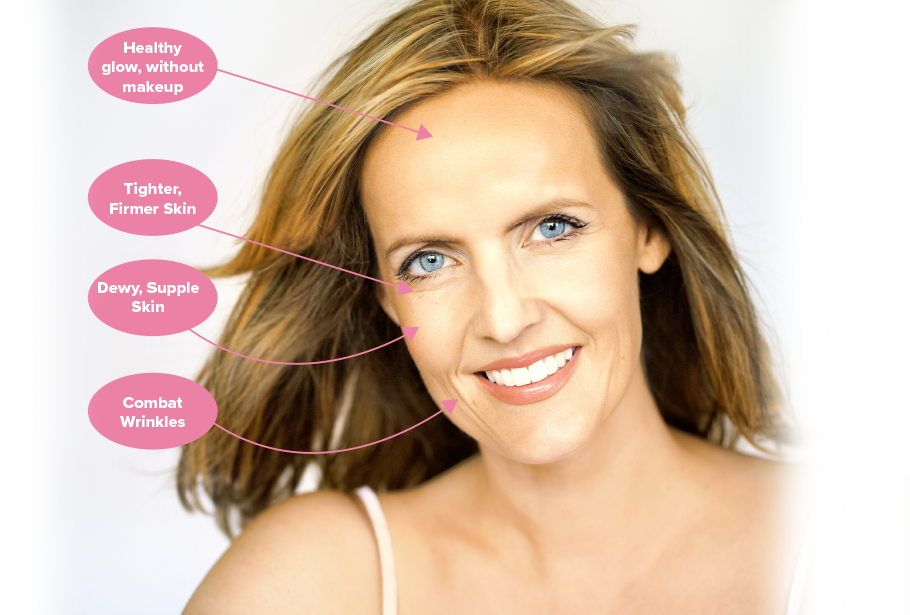 Healthy
glow, without
makeup
Tighter,
Firmer Skin
Dewy, Supple
Skin
Combat
Wrinkles